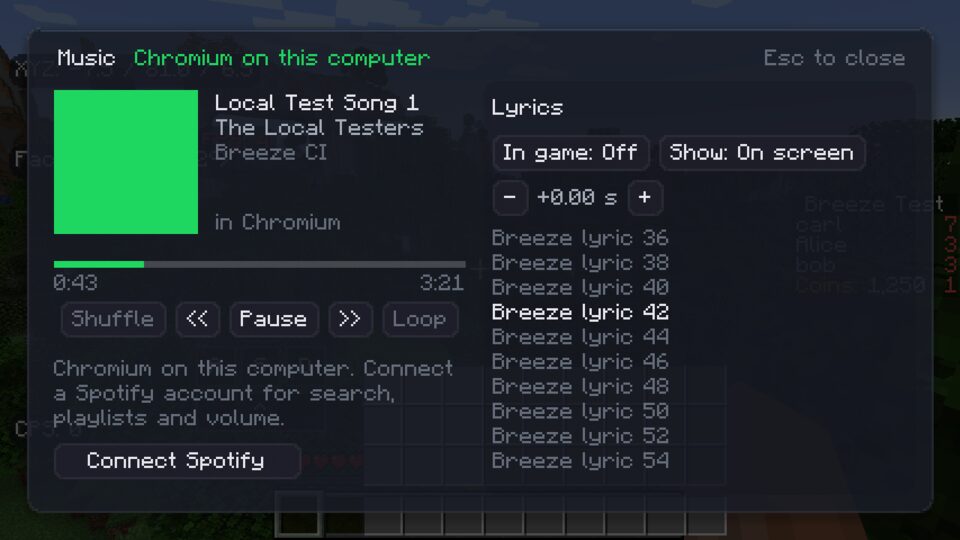 Music Chromium on this computer
Esc to close
Local Test Song 1
The Local Testers
Breeze CI
in Chromium
0:43
3:21
Shuffle << Pause >> Loop
Chromium on this computer. Connect
a Spotify account for search,
playlists and volume.
Connect Spotify
Lyrics
In game: Off Show: On screen
- +0.00 s +
Breeze lyric 36
Breeze lyric 38
Breeze lyric 40
Breeze lyric 42
Breeze lyric 44
Breeze lyric 46
Breeze lyric 48
Breeze lyric 50
Breeze lyric 52
Breeze lyric 54
Breeze Test
carl 7
Alice 3
bob 3
Coins: 1,250 1